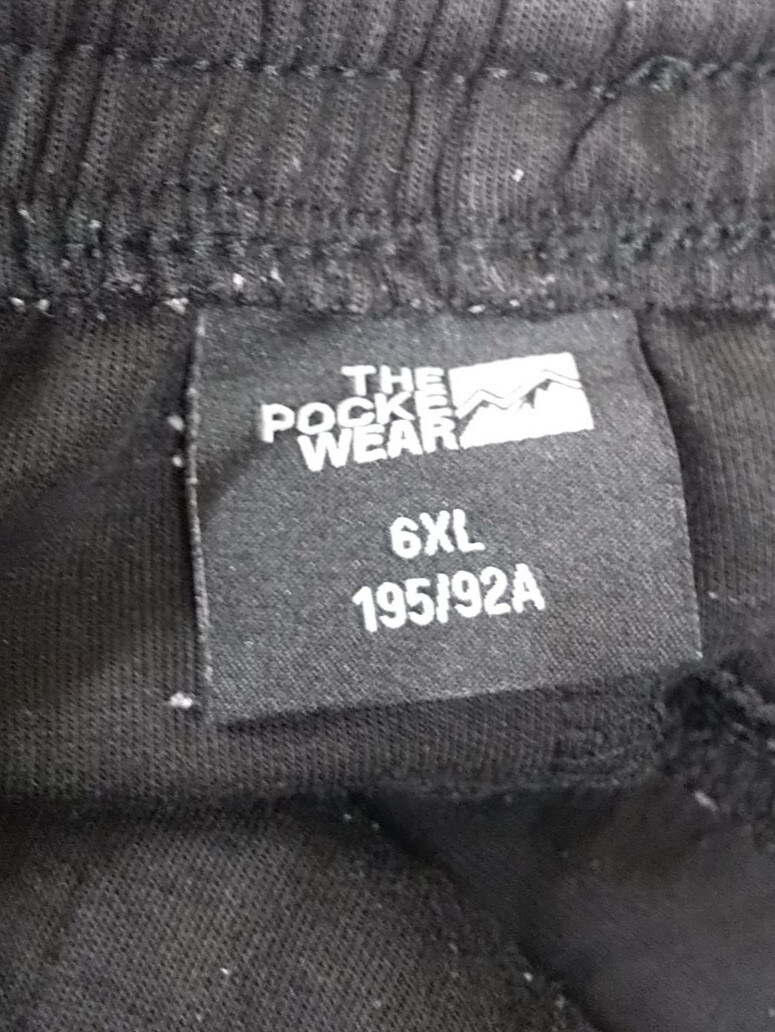 THE
POCKE
WEAR
6XL
195/92A